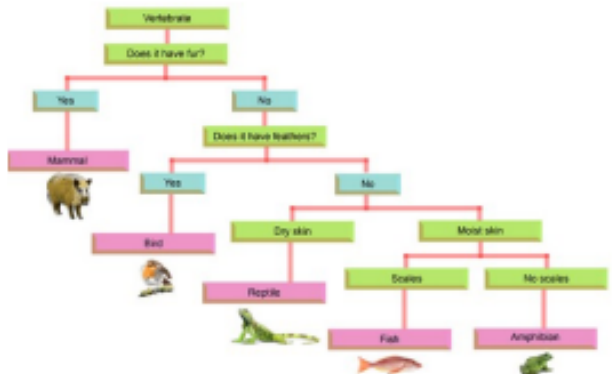 Vertebrate
Does it have fur?
Yes
No
Does it have feathers?
Mammal
Yes
No
Bird
Dry skin
Moist skin
Reptile
Scales
No scales
Fish
Amphibian